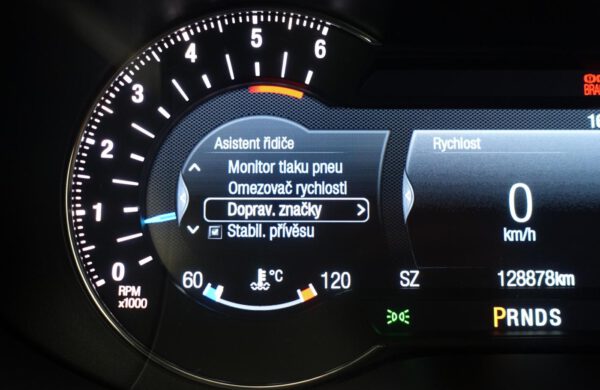 0
1
2
3
4
5
6
RPM
x1000
Asistent řidiče
Monitor tlaku pneu
Omezovač rychlosti
Doprav. značky
Stabil. přívěsu
60 °C 120
Rychlost
0
km/h
SZ 128878km
PRNDS